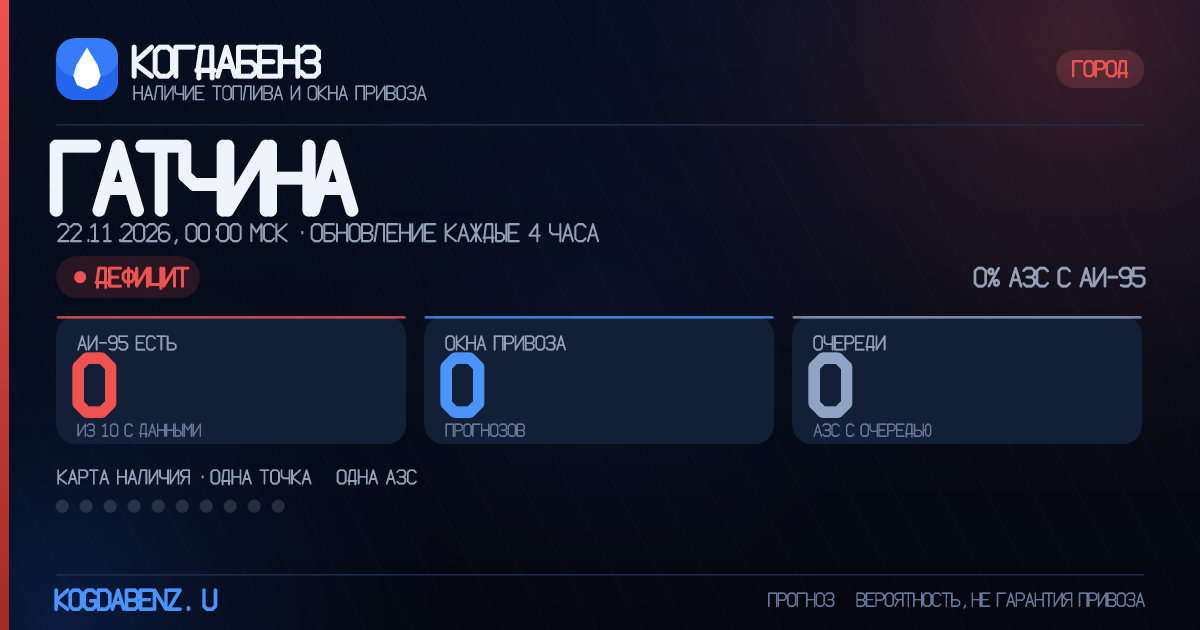 КОГДАБЕНЗ
НАЛИЧИЕ ТОПЛИВА И ОКНА ПРИВОЗА
ГОРОД
ГАТЧИНА
22.11.2026, 00:00 МСК · ОБНОВЛЕНИЕ КАЖДЫЕ 4 ЧАСА
ДЕФИЦИТ
0% АЗС С АИ-95
АИ-95 ЕСТЬ
0
ИЗ 10 С ДАННЫМИ
ОКНА ПРИВОЗА
0
ПРОГНОЗОВ
ОЧЕРЕДИ
0
АЗС С ОЧЕРЕДЬЮ
КАРТА НАЛИЧИЯ · ОДНА ТОЧКА ОДНА АЗС
KOGDABENZ. U
ПРОГНОЗ ВЕРОЯТНОСТЬ, НЕ ГАРАНТИЯ ПРИВОЗА